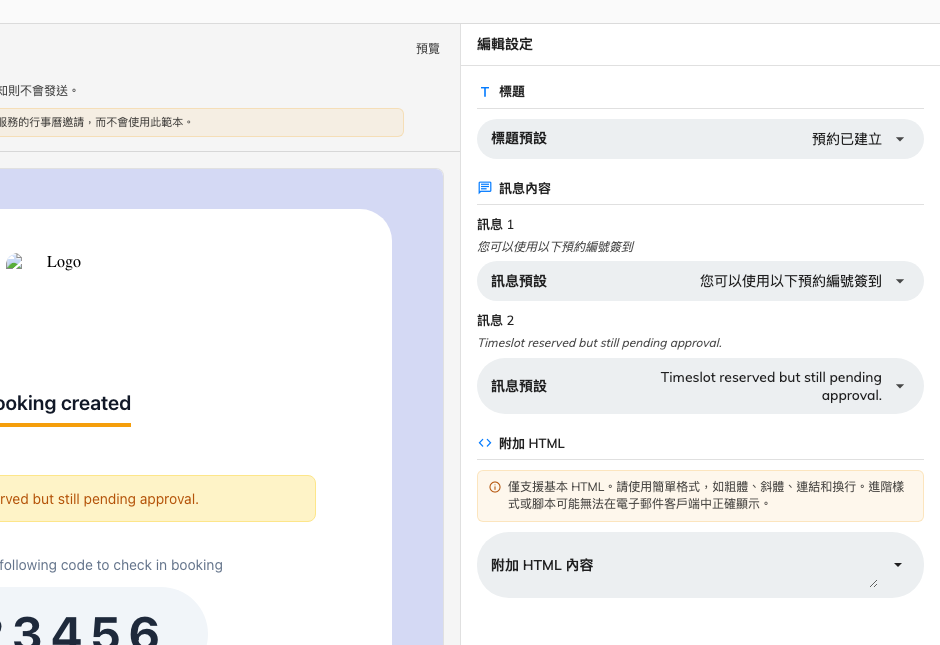 預覽
知則不會發送。
服務的行事曆邀請，而不會使用此範本。
Logo
ooking created
rved but still pending approval.
following code to check in booking
3456
編輯設定
標題
標題預設 預約已建立
訊息內容
訊息 1
您可以使用以下預約編號簽到
訊息預設 您可以使用以下預約編號簽到
訊息 2
Timeslot reserved but still pending approval.
訊息預設 Timeslot reserved but still pending
approval.
附加 HTML
僅支援基本 HTML。請使用簡單格式，如粗體、斜體、連結和換行。進階樣
式或腳本可能無法在電子郵件客戶端中正確顯示。
附加 HTML 內容